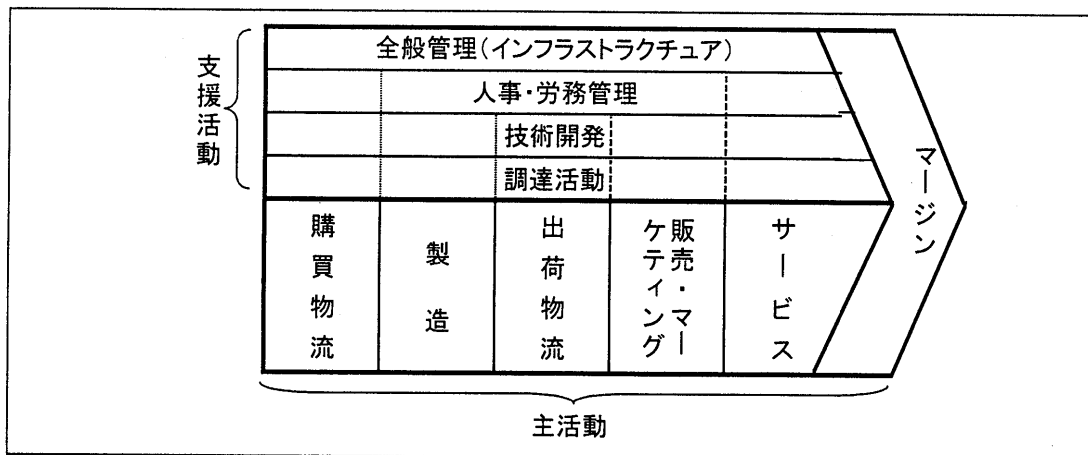 支援活動
全般管理(インフラストラクチュア)
人事・労務管理
技術開発
調達活動
購買物流
製造
出荷物流
販売・マー
ケティング
サービス
マージン
主活動